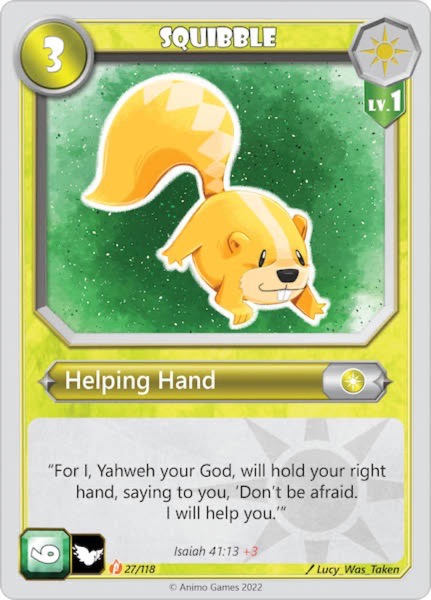 3
SQUIBBLE
LV.1
Helping Hand
“For I, Yahweh your God, will hold your right
hand, saying to you, ‘Don’t be afraid.
I will help you.’”
Isaiah 41:13 +3
6
27/118
Lucy_Was_Taken
© Animo Games 2022